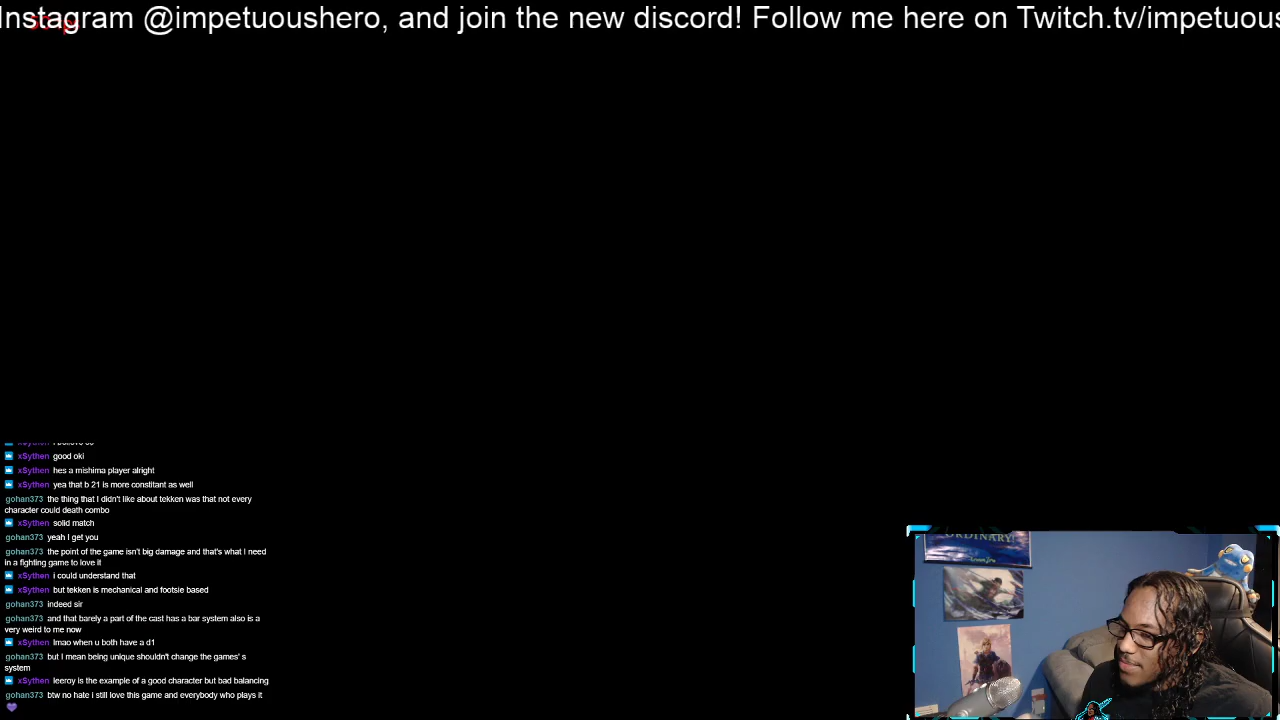 Instagram @impetuoushero, and join the new discord! Follow me here on Twitch.tv/impetuous
xSythen good oki
xSythen hes a mishima player alright
xSythen yea that b 21 is more constitant as well
gohan373 the thing that I didn't like about tekken was that not every
character could death combo
xSythen solid match
gohan373 yeah I get you
gohan373 the point of the game isn't big damage and that's what I need
in a fighting game to love it
xSythen i could understand that
xSythen but tekken is mechanical and footsie based
gohan373 indeed sir
gohan373 and that barely a part of the cast has a bar system also is a
very weird to me now
xSythen lmao when u both have a d1
gohan373 but I mean being unique shouldn't change the games' s
system
xSythen leeroy is the example of a good character but bad balancing
gohan373 btw no hate i still love this game and everybody who plays it
ORDINARY!